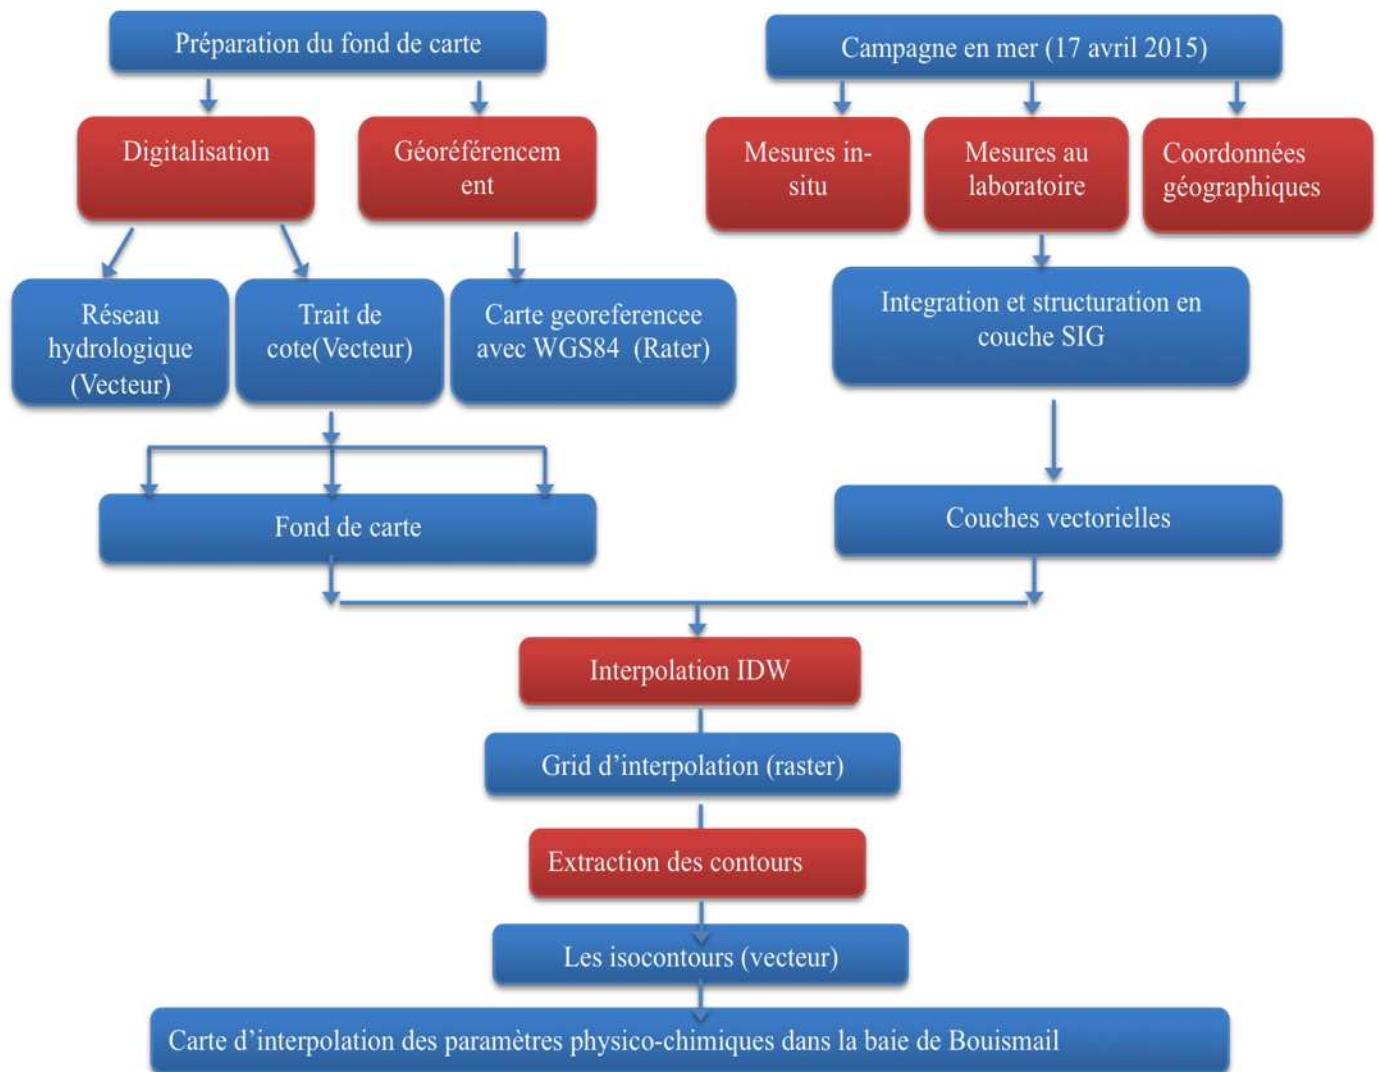 Préparation du fond de carte
Campagne en mer (17 avril 2015)
Digitalisation
Géoréférencem
ent
Mesures in-
situ
Mesures au
laboratoire
Coordonnées
géographiques
Réseau
hydrologique
(Vecteur)
Trait de
cote(Vecteur)
Carte georeferencee
avec WGS84 (Rater)
Integration et structuration en
couche SIG
Fond de carte
Couches vectorielles
Interpolation IDW
Grid d’interpolation (raster)
Extraction des contours
Les isocontours (vecteur)
Carte d’interpolation des paramètres physico-chimiques dans la baie de Bouismail